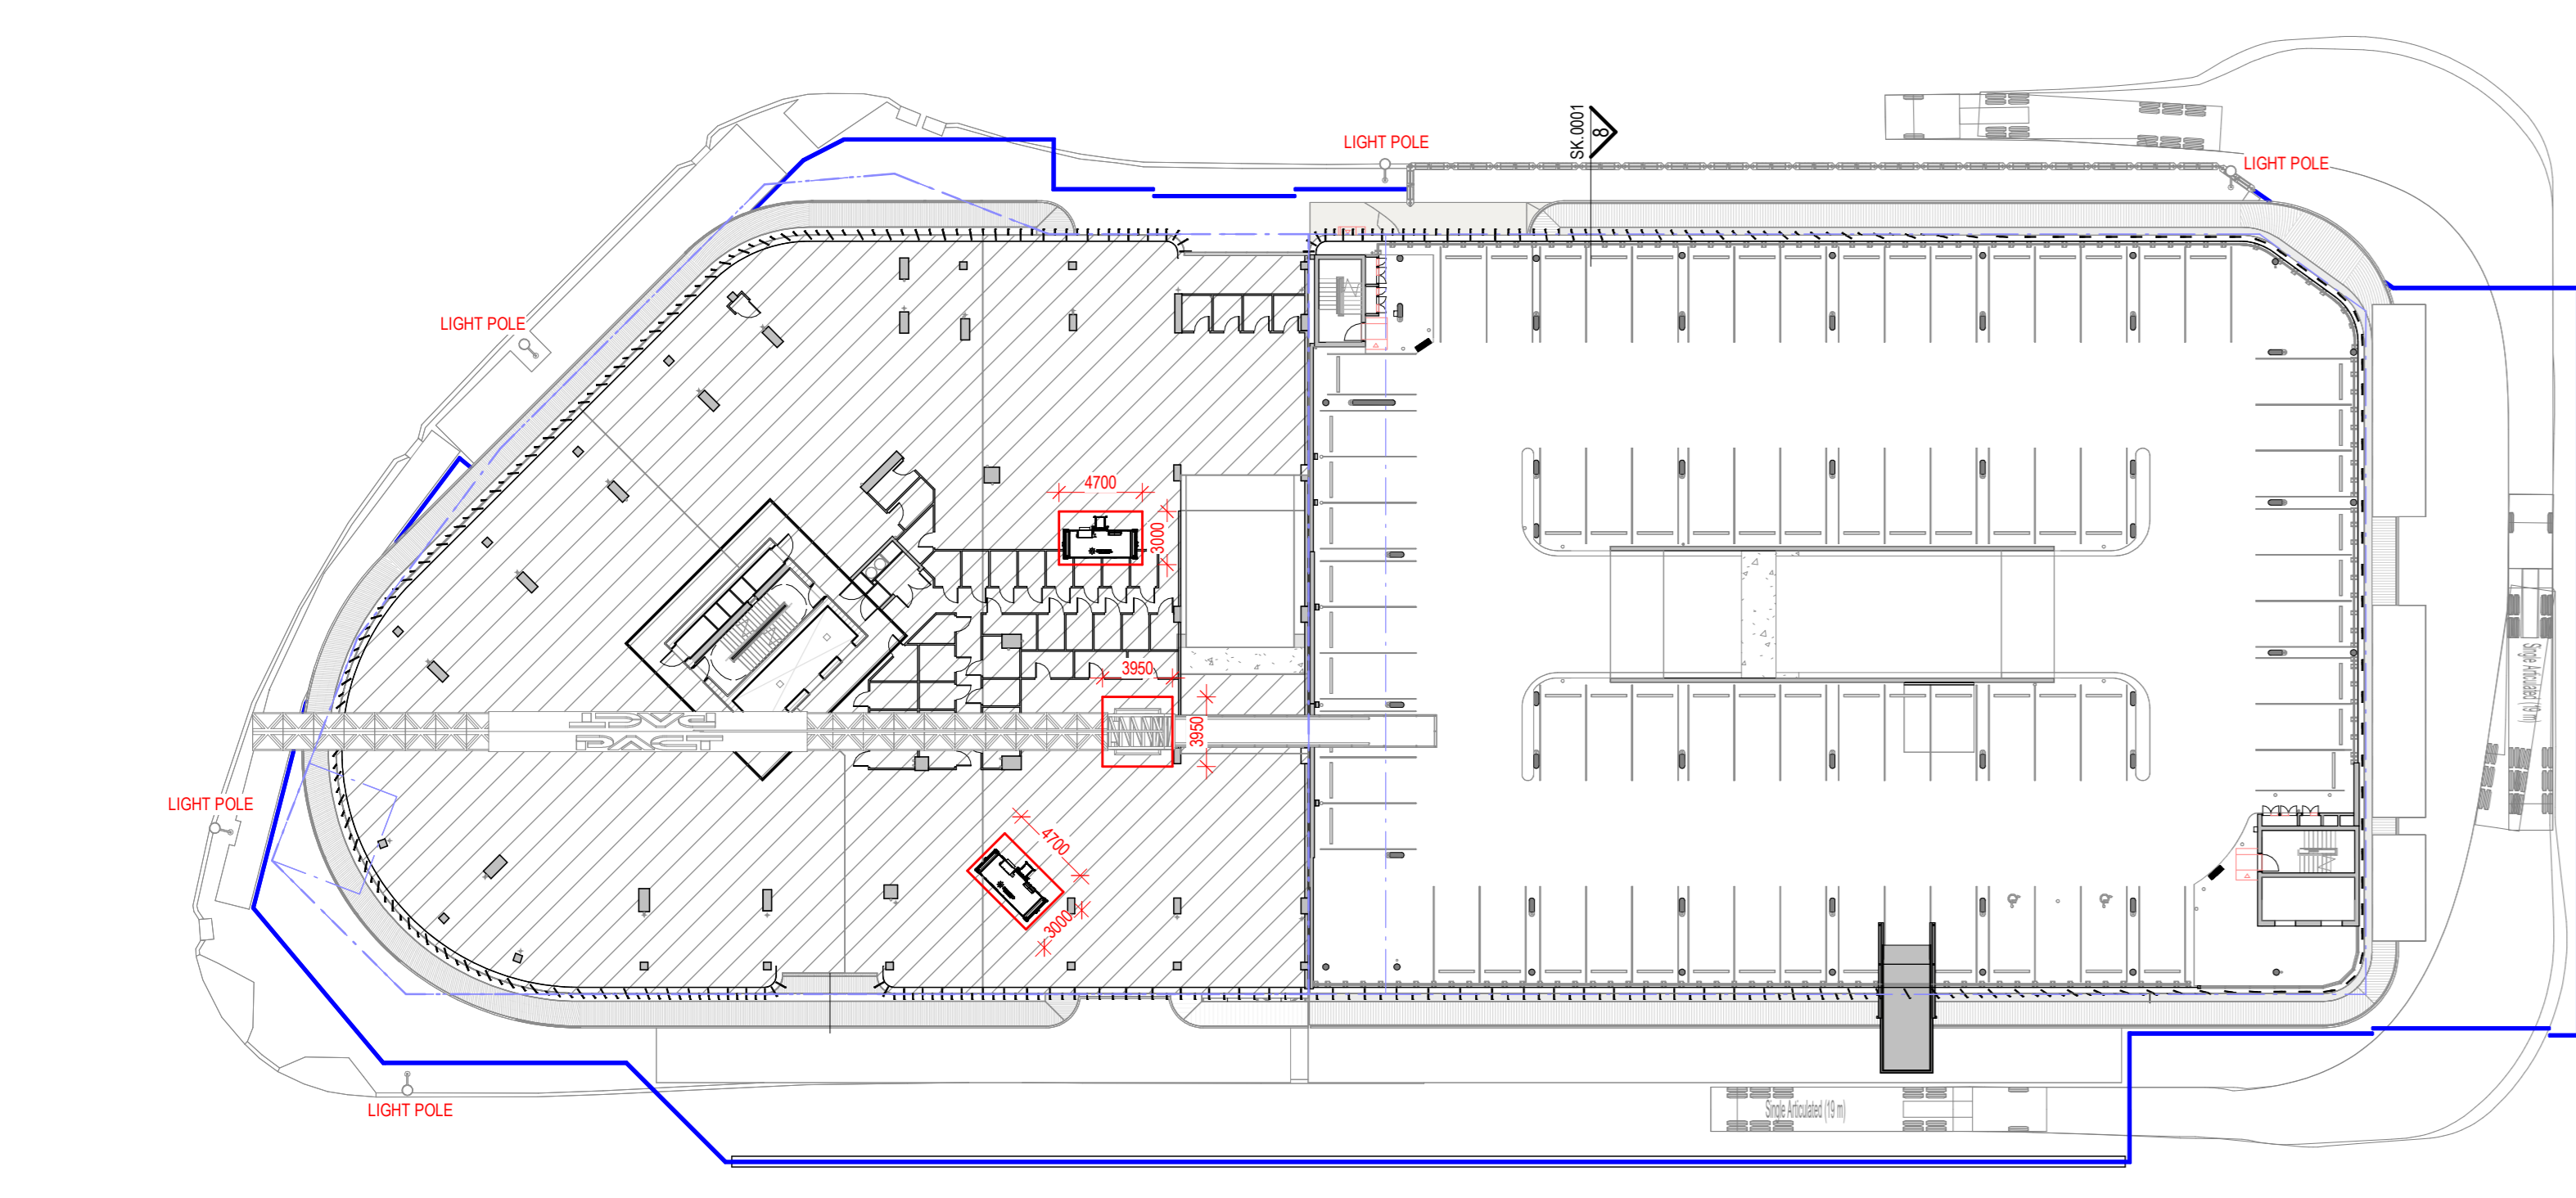 SK.0001
8
LIGHT POLE
LIGHT POLE
LIGHT POLE
4700
3000
3950
3950
Single Articulated (19 m)
LIGHT POLE
4700
3000
LIGHT POLE
Single Articulated (19 m)